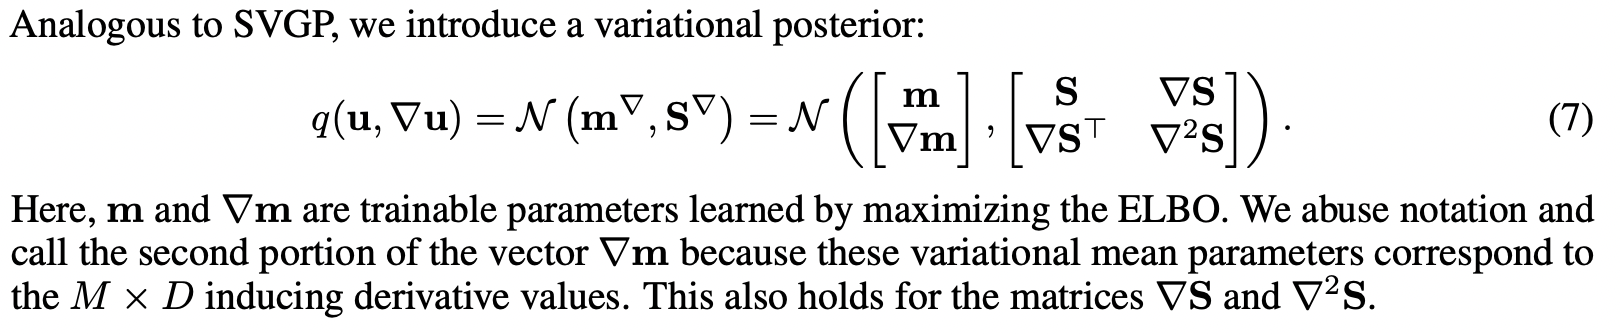 Analogous to SVGP, we introduce a variational posterior:
q(u, ∇u) = 𝒩(m^∇, S^∇) = 𝒩([m ∇m], [S ∇S ∇S^⊤ ∇²S]). (7)
Here, m and ∇m are trainable parameters learned by maximizing the ELBO. We abuse notation and
call the second portion of the vector ∇m because these variational mean parameters correspond to
the M × D inducing derivative values. This also holds for the matrices ∇S and ∇²S.